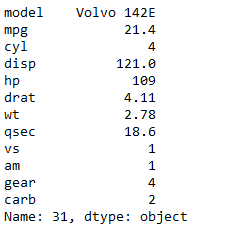 model    Volvo 142E
mpg            21.4
cyl               4
disp          121.0
hp              109
drat           4.11
wt             2.78
qsec           18.6
vs                1
am                1
gear              4
carb              2
Name: 31, dtype: object